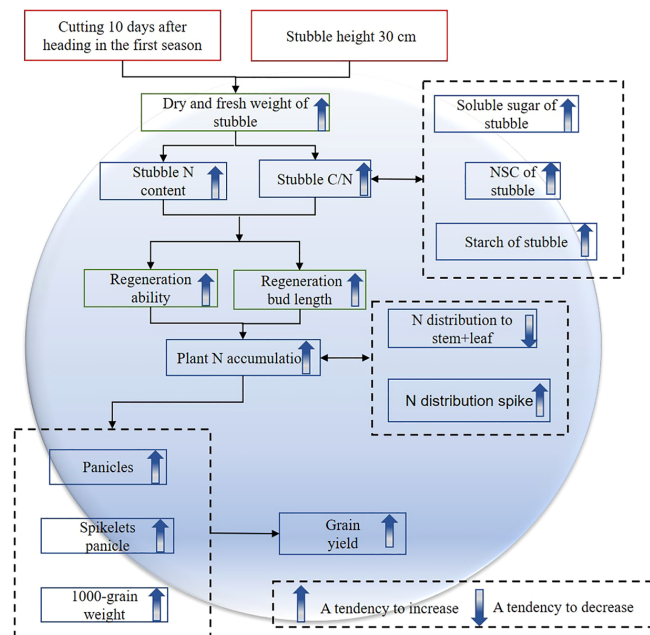 Cutting 10 days after
heading in the first season
Stubble height 30 cm
Dry and fresh weight of
stubble
Soluble sugar of
stubble
Stubble N
content
Stubble C/N
NSC of
stubble
Starch of stubble
Regeneration
ability
Regeneration
bud length
N distribution to
stem+leaf
Plant N accumulatio
N distribution spike
Panicles
Spikelets
panicle
Grain
yield
1000-grain
weight
A tendency to increase
A tendency to decrease